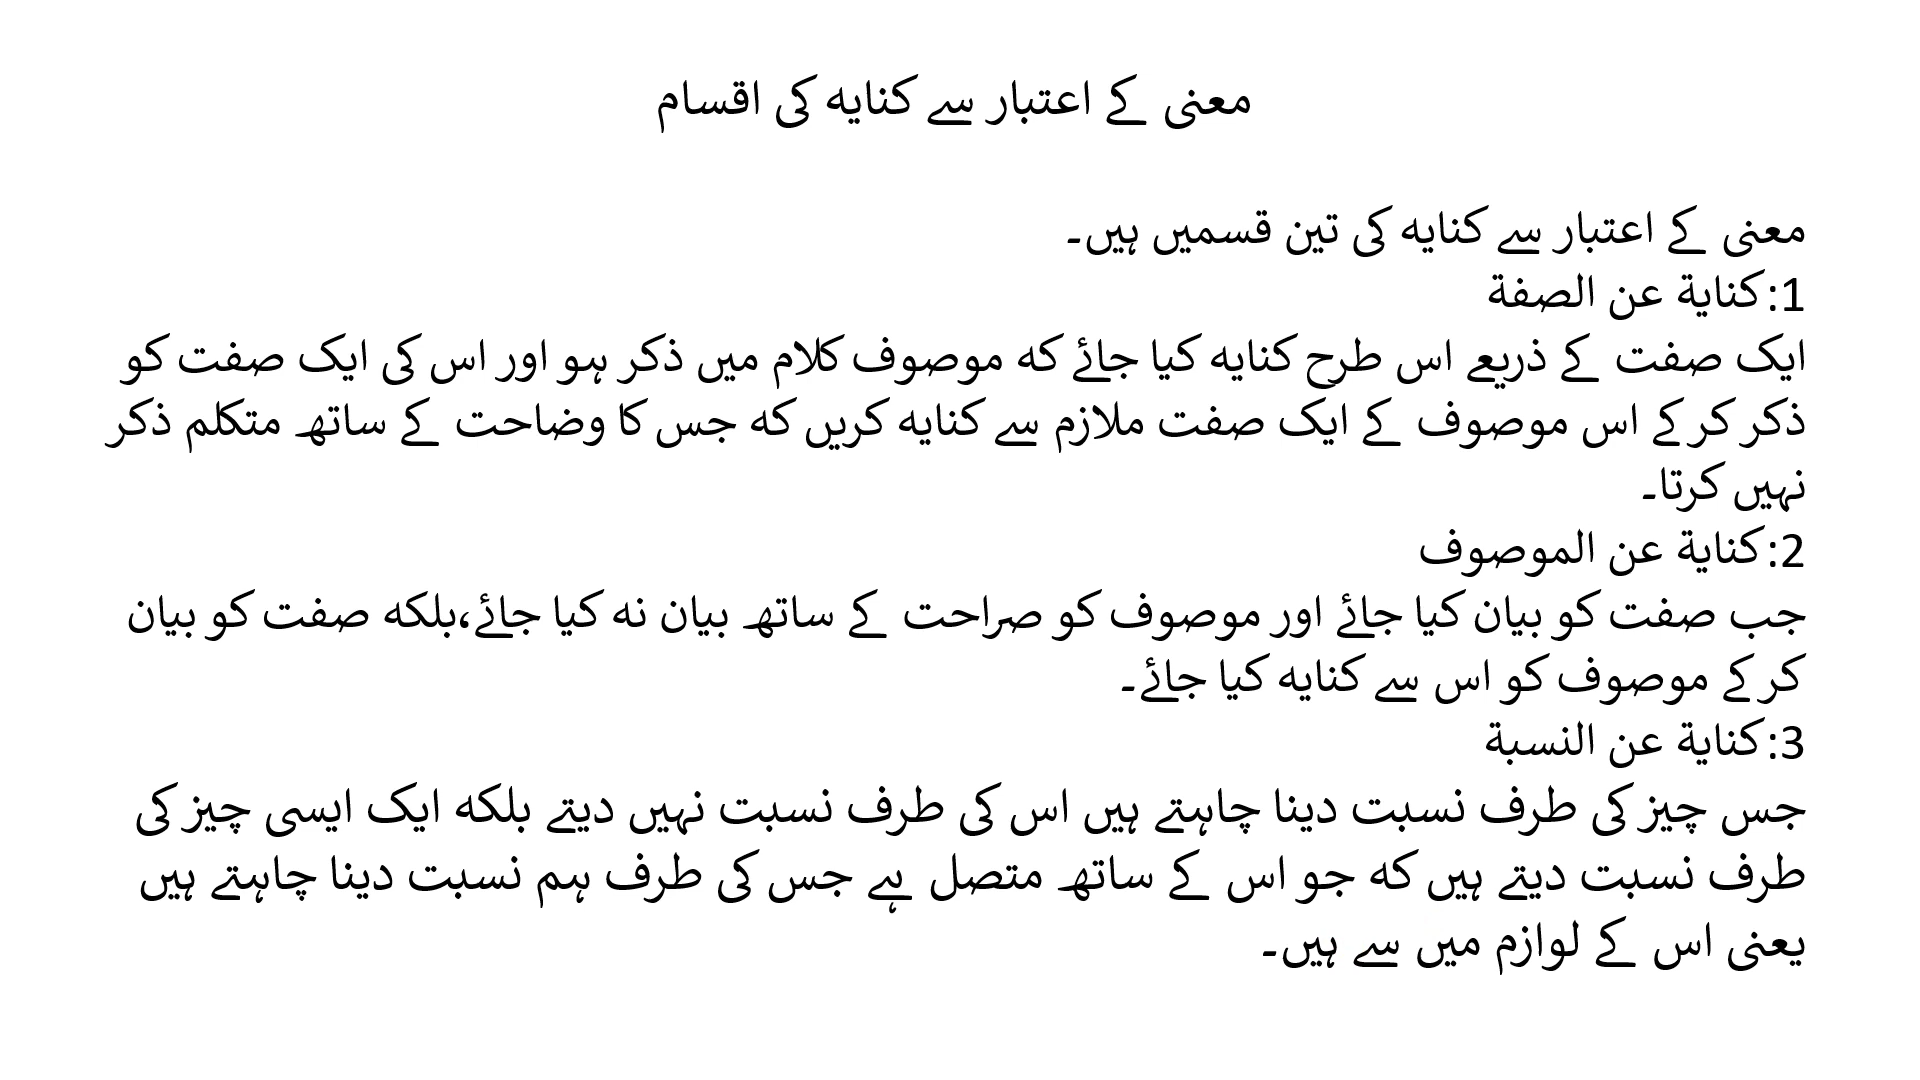 معنی کے اعتبار سے کنایہ کی اقسام
معنی کے اعتبار سے کنایہ کی تین قسمیں ہیں۔
1:کنایة عن الصفة
ایک صفت کے ذریعے اس طرح کنایہ کیا جائے کہ موصوف کلام میں ذکر ہو اور اس کی ایک صفت کو
ذکر کر کے اس موصوف کے ایک صفت ملازم سے کنایہ کریں کہ جس کا وضاحت کے ساتھ متکلم ذکر
نہیں کرتا۔
2:کنایة عن الموصوف
جب صفت کو بیان کیا جائے اور موصوف کو صراحت کے ساتھ بیان نہ کیا جائے،بلکہ صفت کو بیان
کر کے موصوف کو اس سے کنایہ کیا جائے۔
3:کنایة عن النسبة
جس چیز کی طرف نسبت دینا چاہتے ہیں اس کی طرف نسبت نہیں دیتے بلکہ ایک ایسی چیز کی
طرف نسبت دیتے ہیں کہ جو اس کے ساتھ متصل ہے جس کی طرف ہم نسبت دینا چاہتے ہیں
یعنی اس کے لوازم میں سے ہیں۔